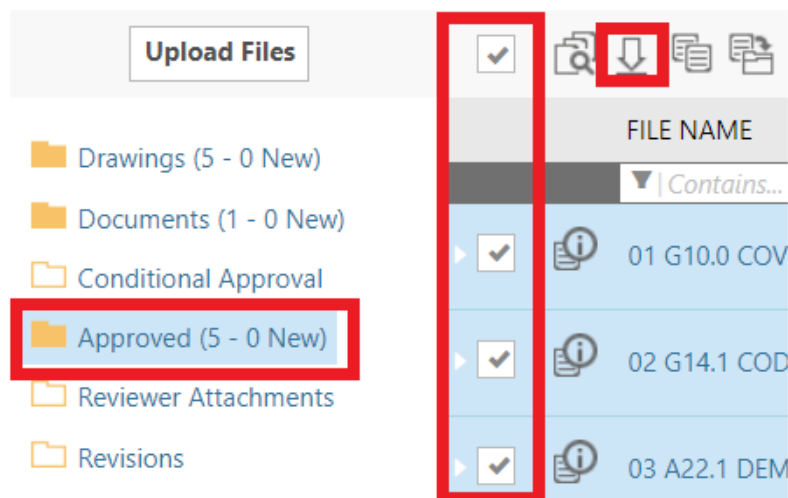 Upload Files
Drawings (5 - 0 New)
Documents (1 - 0 New)
Conditional Approval
Approved (5 - 0 New)
Reviewer Attachments
Revisions
FILE NAME
Contains...
01 G10.0 COV
02 G14.1 COD
03 A22.1 DEM